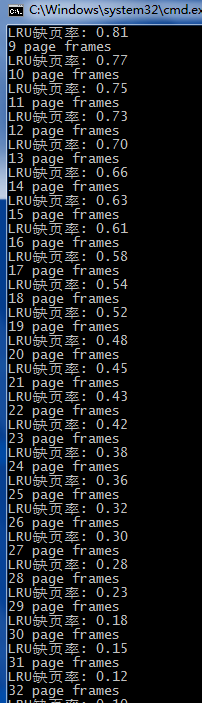 C:\Windows\system32\cmd.ex
LRU缺页率: 0.81
9 page frames
LRU缺页率: 0.77
10 page frames
LRU缺页率: 0.75
11 page frames
LRU缺页率: 0.73
12 page frames
LRU缺页率: 0.70
13 page frames
LRU缺页率: 0.66
14 page frames
LRU缺页率: 0.63
15 page frames
LRU缺页率: 0.61
16 page frames
LRU缺页率: 0.58
17 page frames
LRU缺页率: 0.54
18 page frames
LRU缺页率: 0.52
19 page frames
LRU缺页率: 0.48
20 page frames
LRU缺页率: 0.45
21 page frames
LRU缺页率: 0.43
22 page frames
LRU缺页率: 0.42
23 page frames
LRU缺页率: 0.38
24 page frames
LRU缺页率: 0.36
25 page frames
LRU缺页率: 0.32
26 page frames
LRU缺页率: 0.30
27 page frames
LRU缺页率: 0.28
28 page frames
LRU缺页率: 0.23
29 page frames
LRU缺页率: 0.18
30 page frames
LRU缺页率: 0.15
31 page frames
LRU缺页率: 0.12
32 page frames